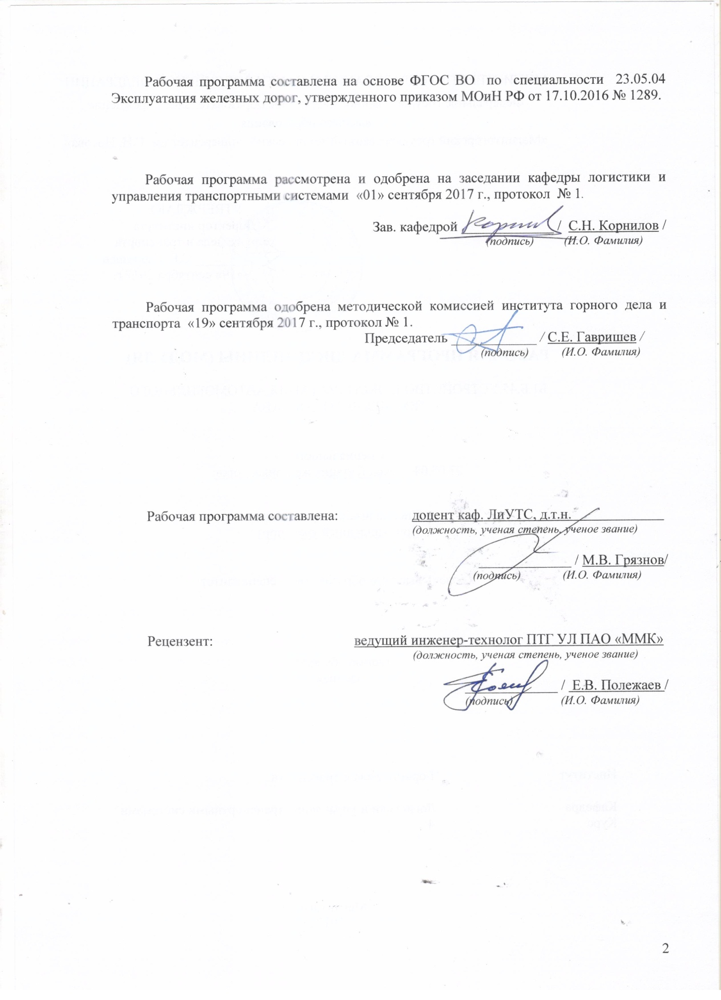 Рабочая программа составлена на основе ФГОС ВО по специальности 23.05.04
Эксплуатация железных дорог, утвержденного приказом МОиН РФ от 17.10.2016 № 1289.
Рабочая программа рассмотрена и одобрена на заседании кафедры логистики и
управления транспортными системами «01» сентября 2017 г., протокол № 1.
Зав. кафедрой / С.Н. Корнилов /
(подпись) (И.О. Фамилия)
Рабочая программа одобрена методической комиссией института горного дела и
транспорта «19» сентября 2017 г., протокол № 1.
Председатель ____________ / С.Е. Гавришев /
(подпись) (И.О. Фамилия)
Рабочая программа составлена: доцент каф. ЛиУТС, д.т.н.
(должность, ученая степень, ученое звание)
_____________ / М.В. Грязнов/
(подпись) (И.О. Фамилия)
Рецензент: ведущий инженер-технолог ПТГ УЛ ПАО «ММК»
(должность, ученая степень, ученое звание)
_____________ / Е.В. Полежаев /
(подпись) (И.О. Фамилия)
2